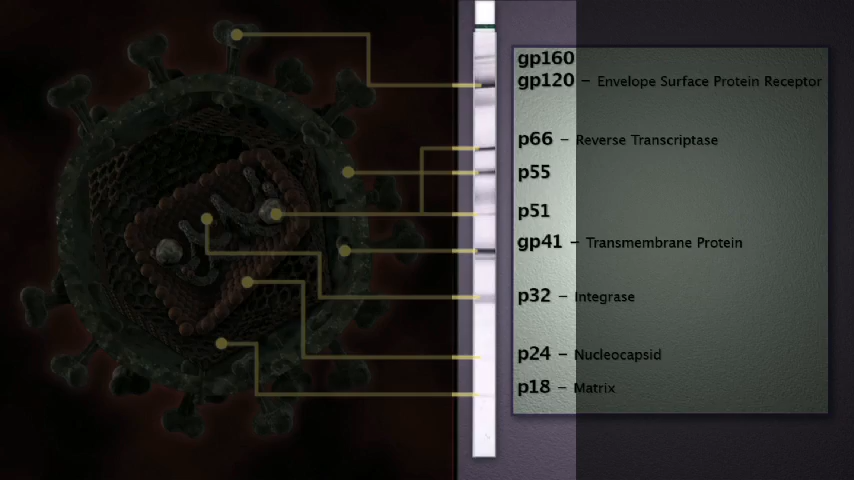 gp160
gp120 – Envelope Surface Protein Receptor
p66 – Reverse Transcriptase
p55
p51
gp41 – Transmembrane Protein
p32 – Integrase
p24 – Nucleocapsid
p18 – Matrix